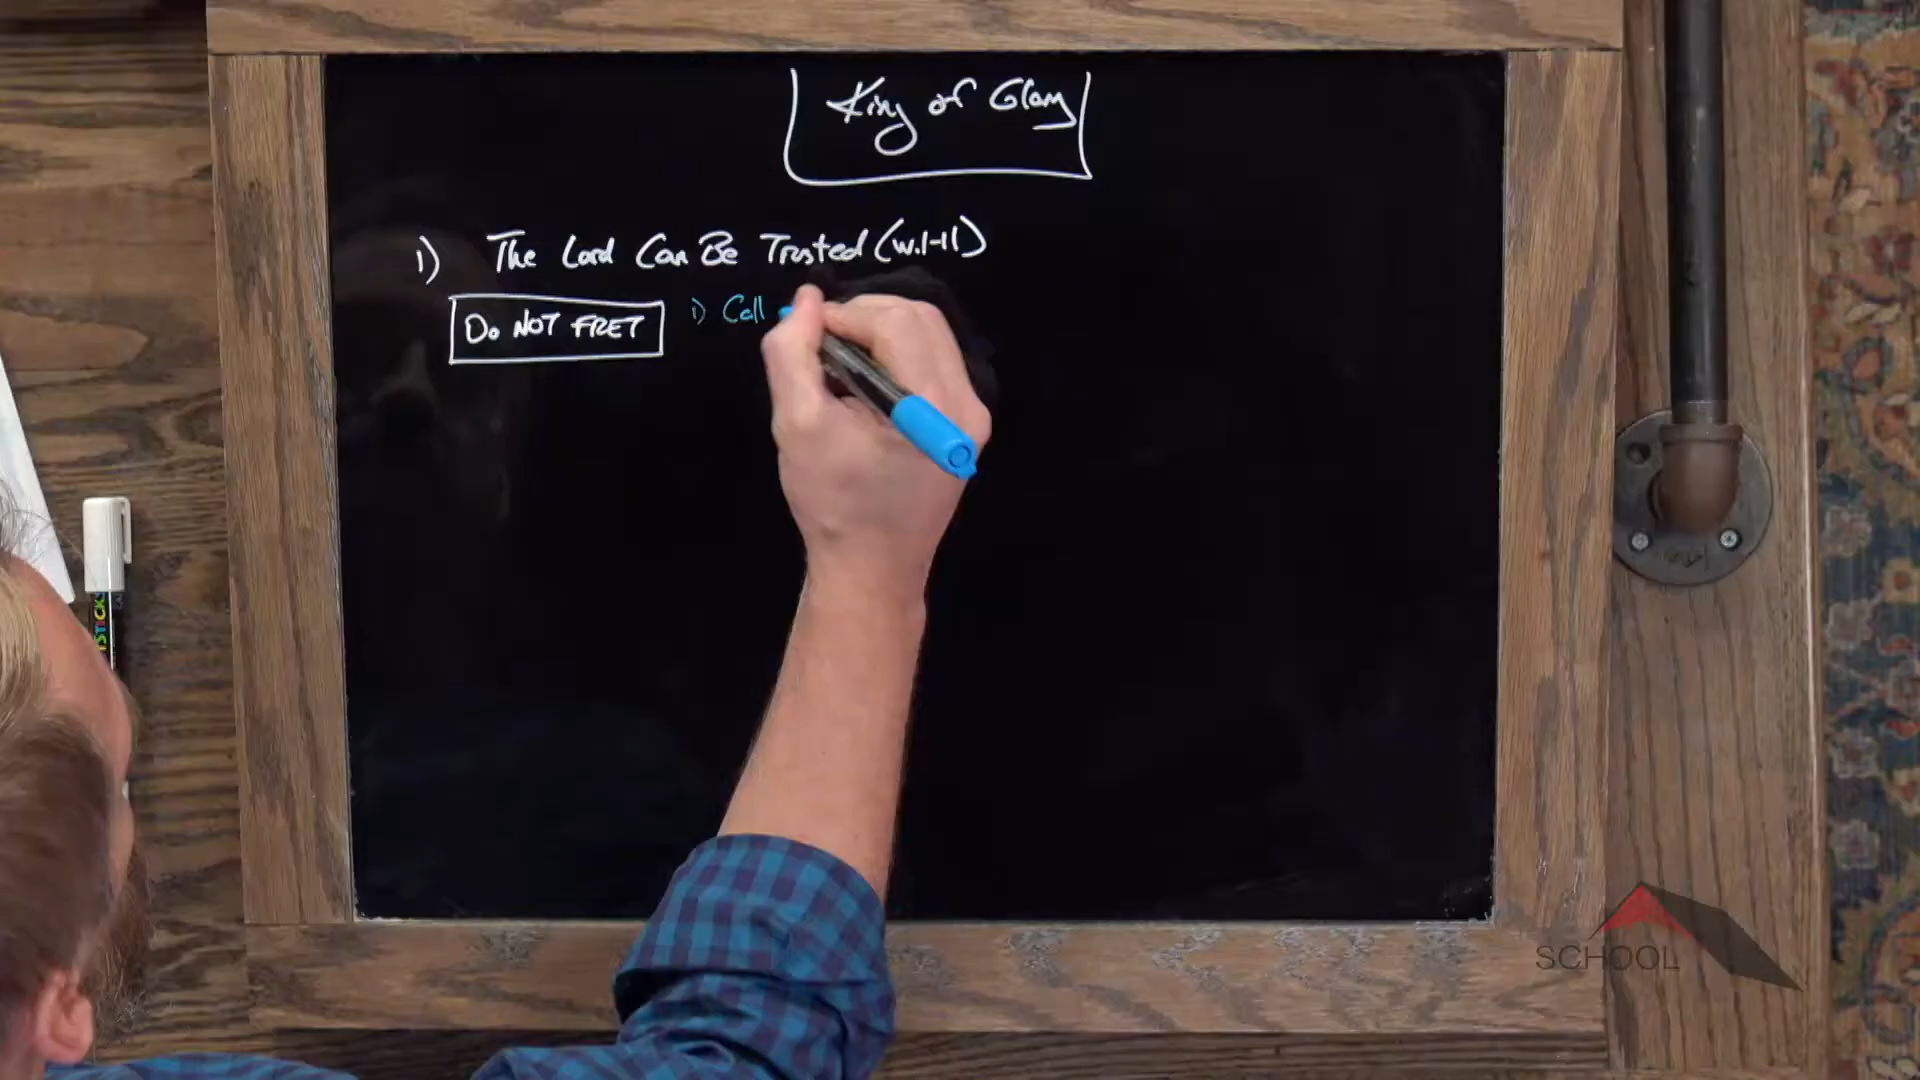 King of Glory
1) The Lord Can Be Trusted (vv.1-11)
DO NOT FRET 1) Call
SCHOOL